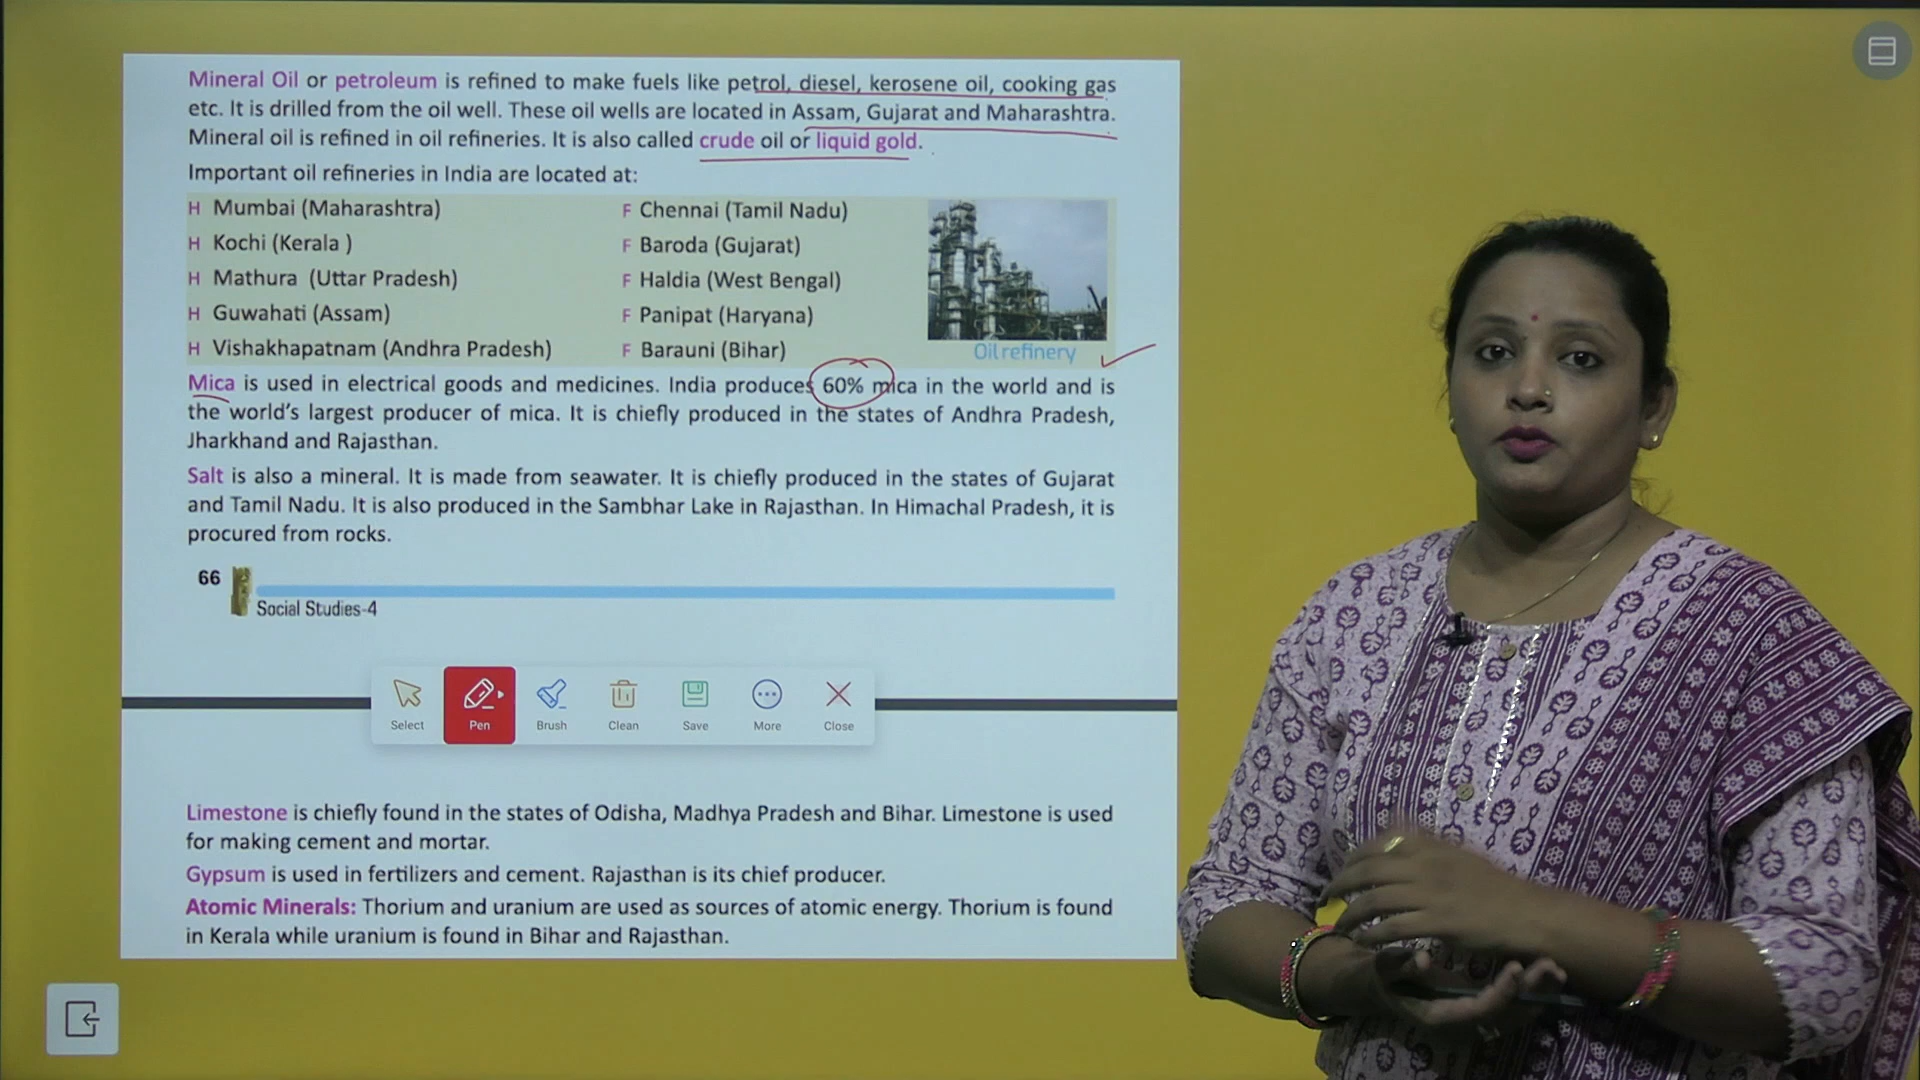 Mineral Oil or petroleum is refined to make fuels like petrol, diesel, kerosene oil, cooking gas
etc. It is drilled from the oil well. These oil wells are located in Assam, Gujarat and Maharashtra.
Mineral oil is refined in oil refineries. It is also called crude oil or liquid gold.
Important oil refineries in India are located at:
H Mumbai (Maharashtra)
F Chennai (Tamil Nadu)
H Kochi (Kerala )
F Baroda (Gujarat)
H Mathura (Uttar Pradesh)
F Haldia (West Bengal)
H Guwahati (Assam)
F Panipat (Haryana)
H Vishakhapatnam (Andhra Pradesh)
F Barauni (Bihar)
Oil refinery
Mica is used in electrical goods and medicines. India produces 60% mica in the world and is
the world's largest producer of mica. It is chiefly produced in the states of Andhra Pradesh,
Jharkhand and Rajasthan.
Salt is also a mineral. It is made from seawater. It is chiefly produced in the states of Gujarat
and Tamil Nadu. It is also produced in the Sambhar Lake in Rajasthan. In Himachal Pradesh, it is
procured from rocks.
66
Social Studies-4
Select Pen Brush Clean Save More Close
Limestone is chiefly found in the states of Odisha, Madhya Pradesh and Bihar. Limestone is used
for making cement and mortar.
Gypsum is used in fertilizers and cement. Rajasthan is its chief producer.
Atomic Minerals: Thorium and uranium are used as sources of atomic energy. Thorium is found
in Kerala while uranium is found in Bihar and Rajasthan.